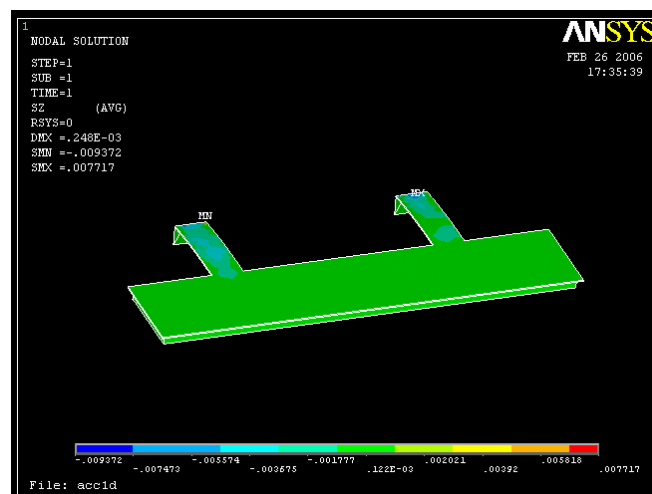 1
NODAL SOLUTION
STEP=1
SUB =1
TIME=1
SZ (AVG)
RSYS=0
DMX =.248E-03
SMN =-.009372
SMX =.007717
ANSYS
FEB 26 2006
17:35:39
MN
MX
-.009372 -.005574 -.001777 .002021 .005818
-.007473 -.003675 .122E-03 .00392 .007717
File: acc1d